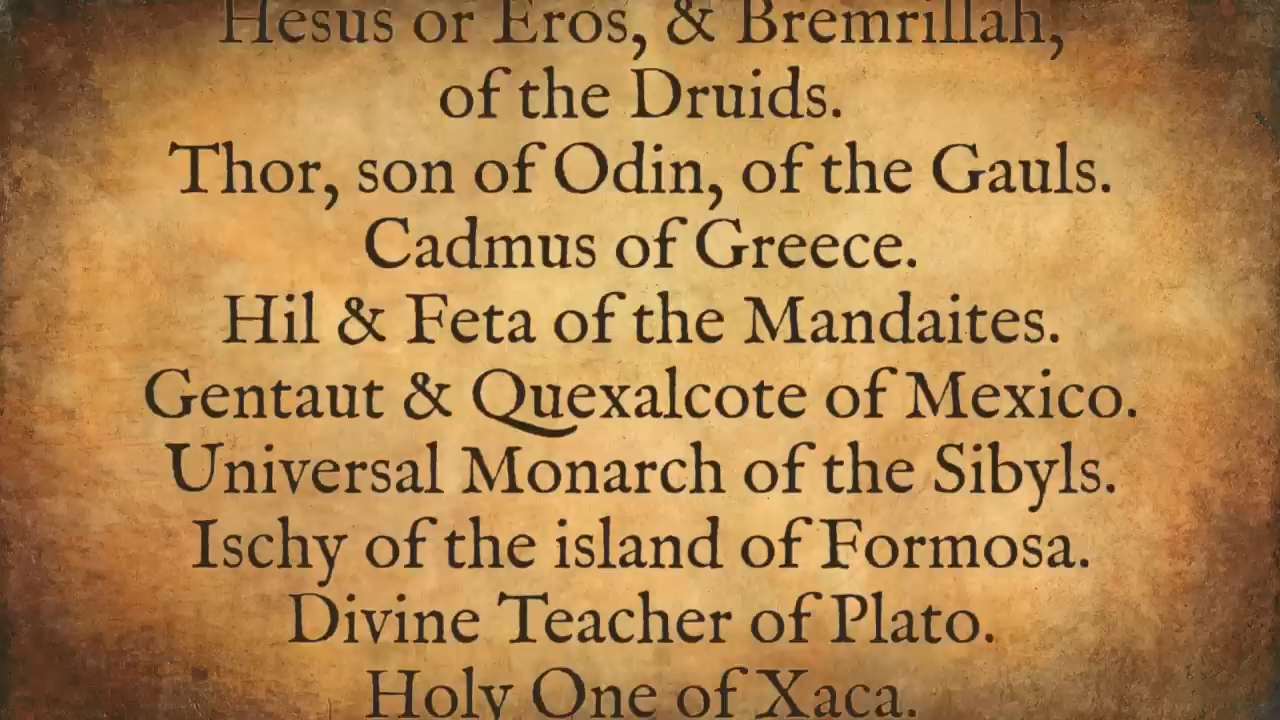 Hesus or Eros, & Bremrillah,
of the Druids.
Thor, son of Odin, of the Gauls.
Cadmus of Greece.
Hil & Feta of the Mandaites.
Gentaut & Quexalcote of Mexico.
Universal Monarch of the Sibyls.
Ischy of the island of Formosa.
Divine Teacher of Plato.
Holy One of Xaca.